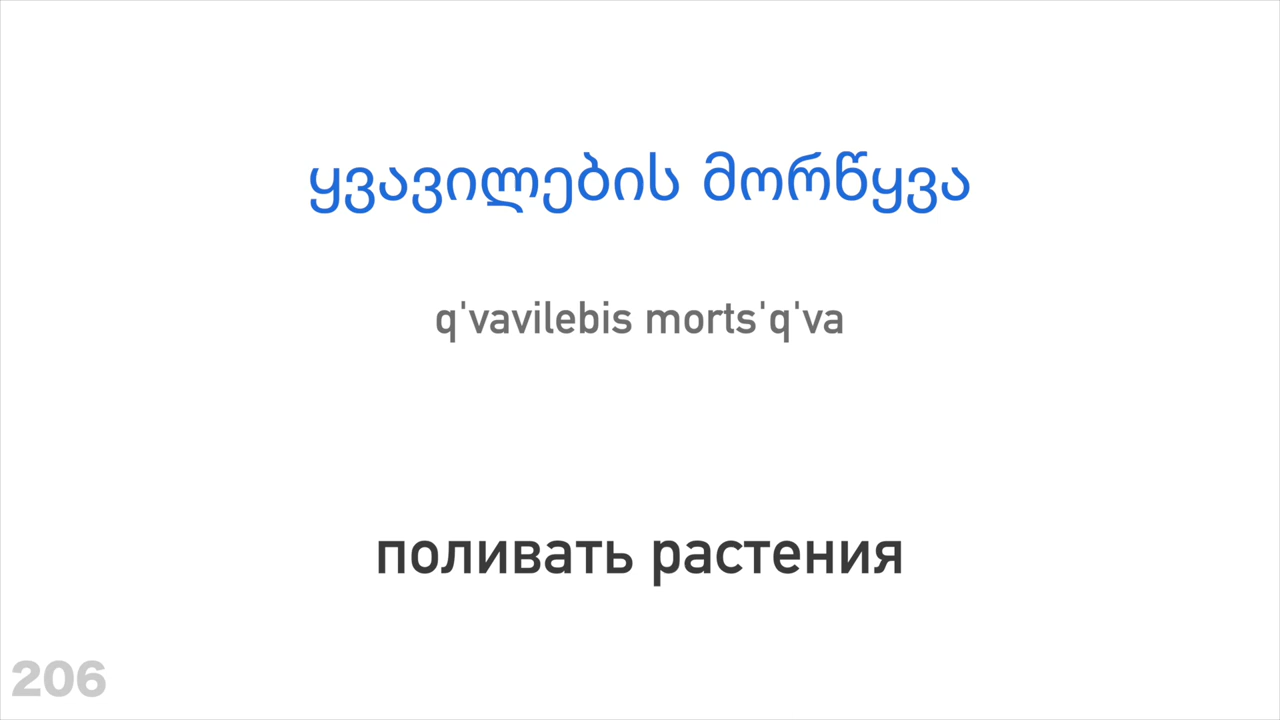 ყვავილების მორწყვა
q'vavilebis morts'q'va
поливать растения
206